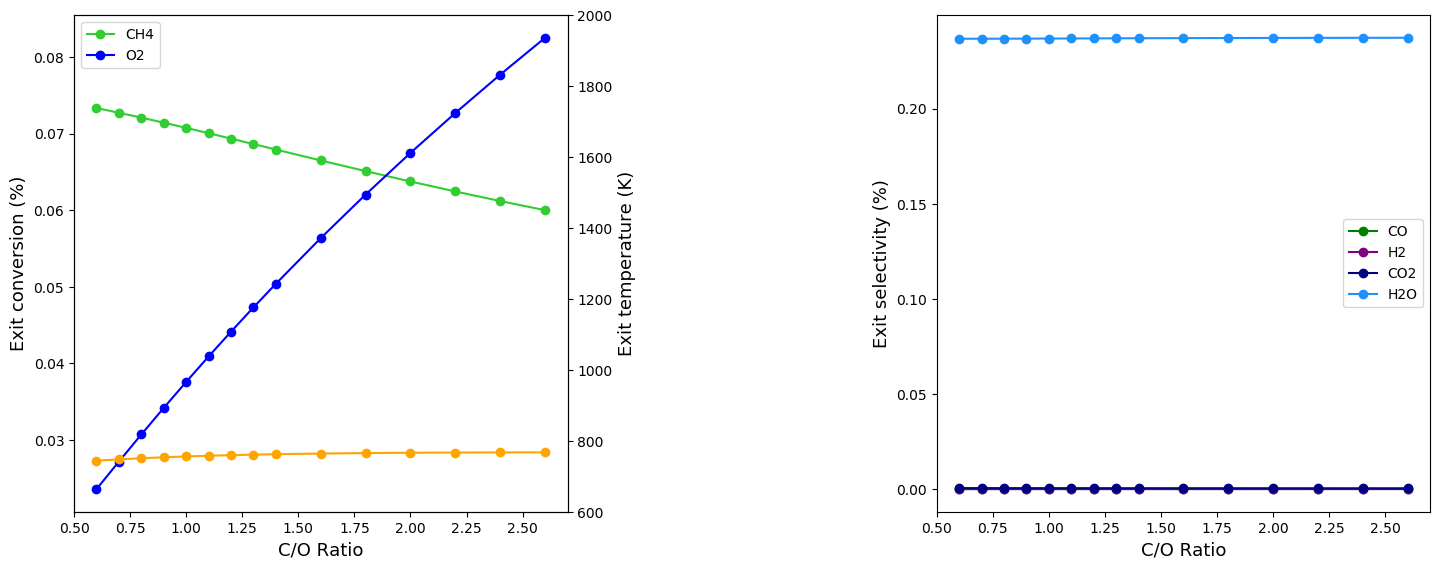 CH4
O2
0.08
0.07
0.06
0.05
0.04
0.03
Exit conversion (%)
2000
1800
1600
1400
1200
1000
800
600
Exit temperature (K)
0.50 0.75 1.00 1.25 1.50 1.75 2.00 2.25 2.50
C/O Ratio
0.20
0.15
0.10
0.05
0.00
Exit selectivity (%)
CO
H2
CO2
H2O
0.50 0.75 1.00 1.25 1.50 1.75 2.00 2.25 2.50
C/O Ratio